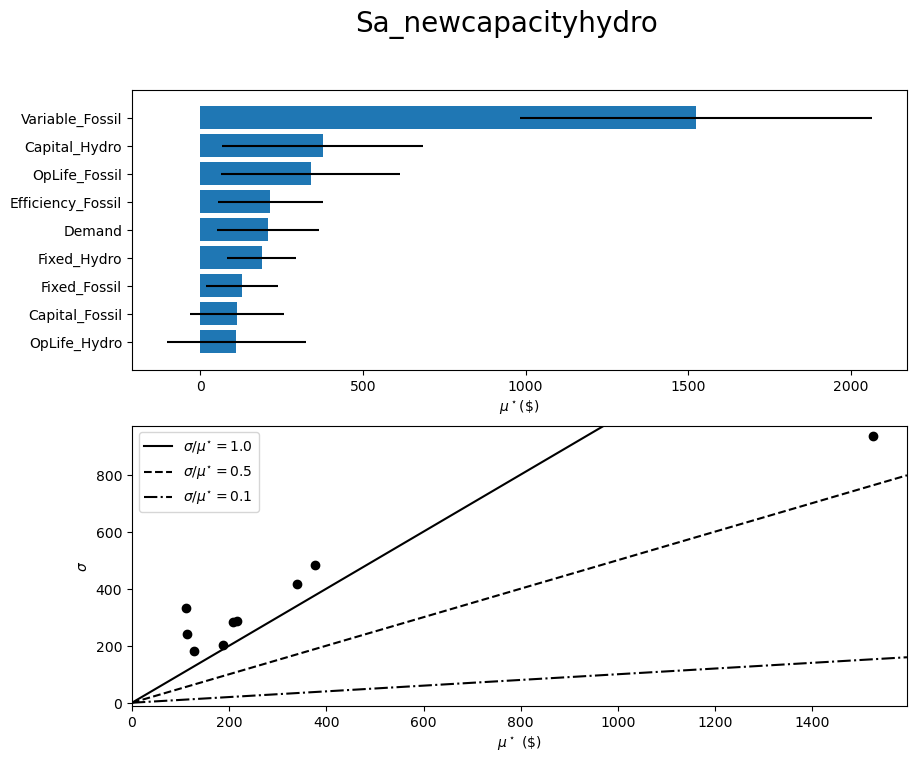 Sa_newcapacityhydro
Variable_Fossil
Capital_Hydro
OpLife_Fossil
Efficiency_Fossil
Demand
Fixed_Hydro
Fixed_Fossil
Capital_Fossil
OpLife_Hydro
0 500 1000 1500 2000
μ*($)
σ/μ* = 1.0
σ/μ* = 0.5
σ/μ* = 0.1
800
600
400
200
0
σ
0 200 400 600 800 1000 1200 1400
μ* ($)